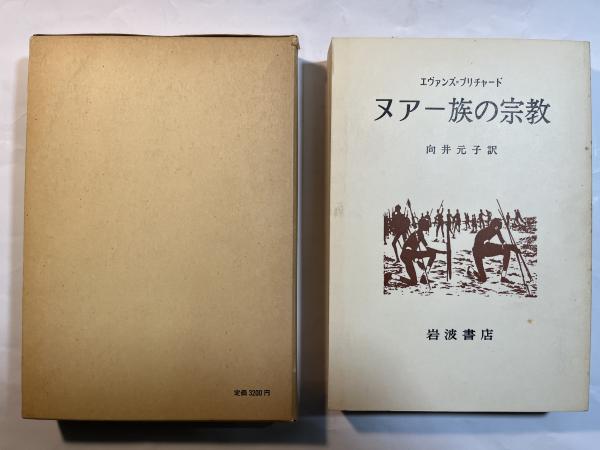 定価 3200 円
エヴァンズ=プリチャード
ヌアー族の宗教
向井元子訳
岩波書店